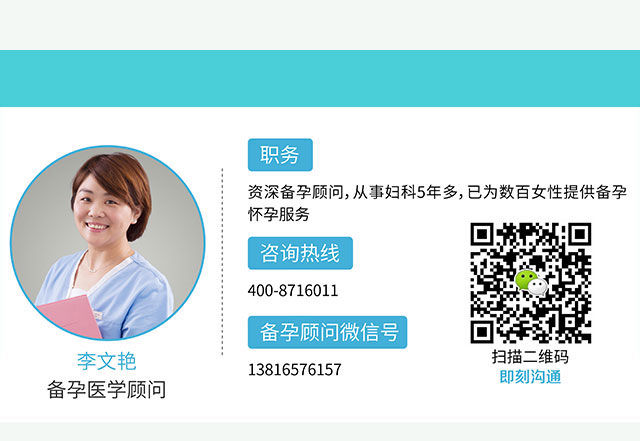 职务
资深备孕顾问，从事妇科5年多，已为数百女性提供备孕
怀孕服务
咨询热线
400-8716011
备孕顾问微信号
13816576157
扫描二维码
即刻沟通
李文艳
备孕医学顾问